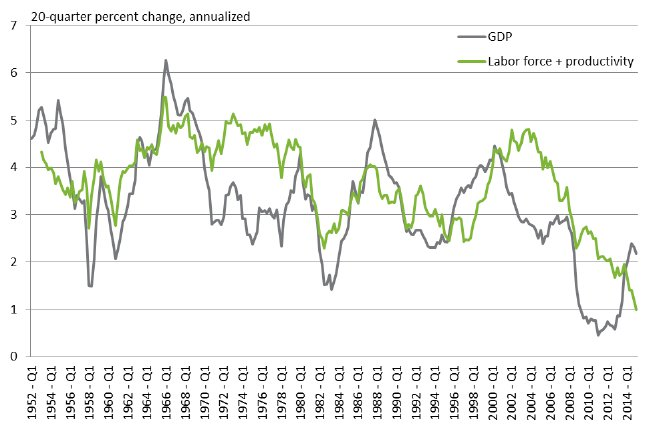 20-quarter percent change, annualized
GDP
Labor force + productivity
7
6
5
4
3
2
1
0
1952 - Q1
1954 - Q1
1956 - Q1
1958 - Q1
1960 - Q1
1962 - Q1
1964 - Q1
1966 - Q1
1968 - Q1
1970 - Q1
1972 - Q1
1974 - Q1
1976 - Q1
1978 - Q1
1980 - Q1
1982 - Q1
1984 - Q1
1986 - Q1
1988 - Q1
1990 - Q1
1992 - Q1
1994 - Q1
1996 - Q1
1998 - Q1
2000 - Q1
2002 - Q1
2004 - Q1
2006 - Q1
2008 - Q1
2010 - Q1
2012 - Q1
2014 - Q1